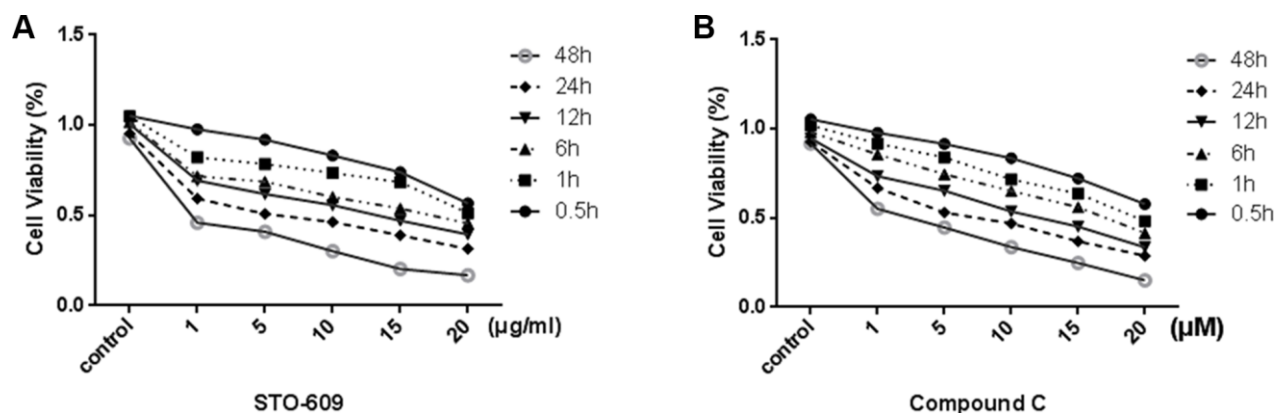 A
Cell Viability (%)
1.5
1.0
0.5
0.0
control
1
5
10
15
20
(µg/ml)
STO-609
48h
24h
12h
6h
1h
0.5h
B
Cell Viability (%)
1.5
1.0
0.5
0.0
control
1
5
10
15
20
(µM)
Compound C
48h
24h
12h
6h
1h
0.5h